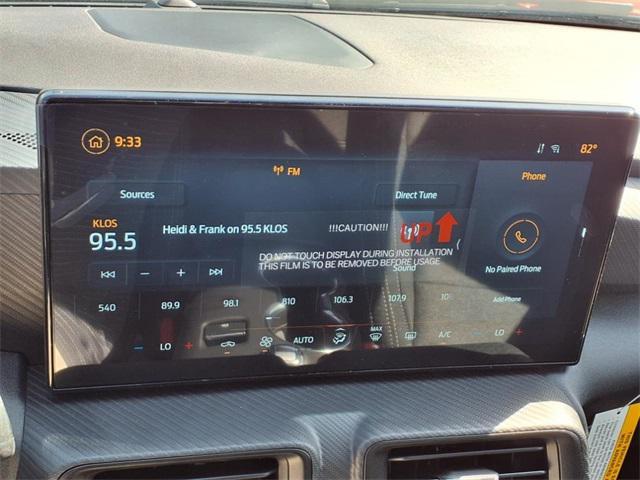 9:33
82°
FM
Phone
Sources
Direct Tune
KLOS
95.5
Heidi & Frank on 95.5 KLOS
!!!CAUTION!!!
UP
DO NOT TOUCH DISPLAY DURING INSTALLATION
THIS FILM IS TO BE REMOVED BEFORE USAGE
Sound
No Paired Phone
540 89.9 98.1 810 106.3 107.9 10
Add Phone
− LO + − AUTO MAX A/C − LO +